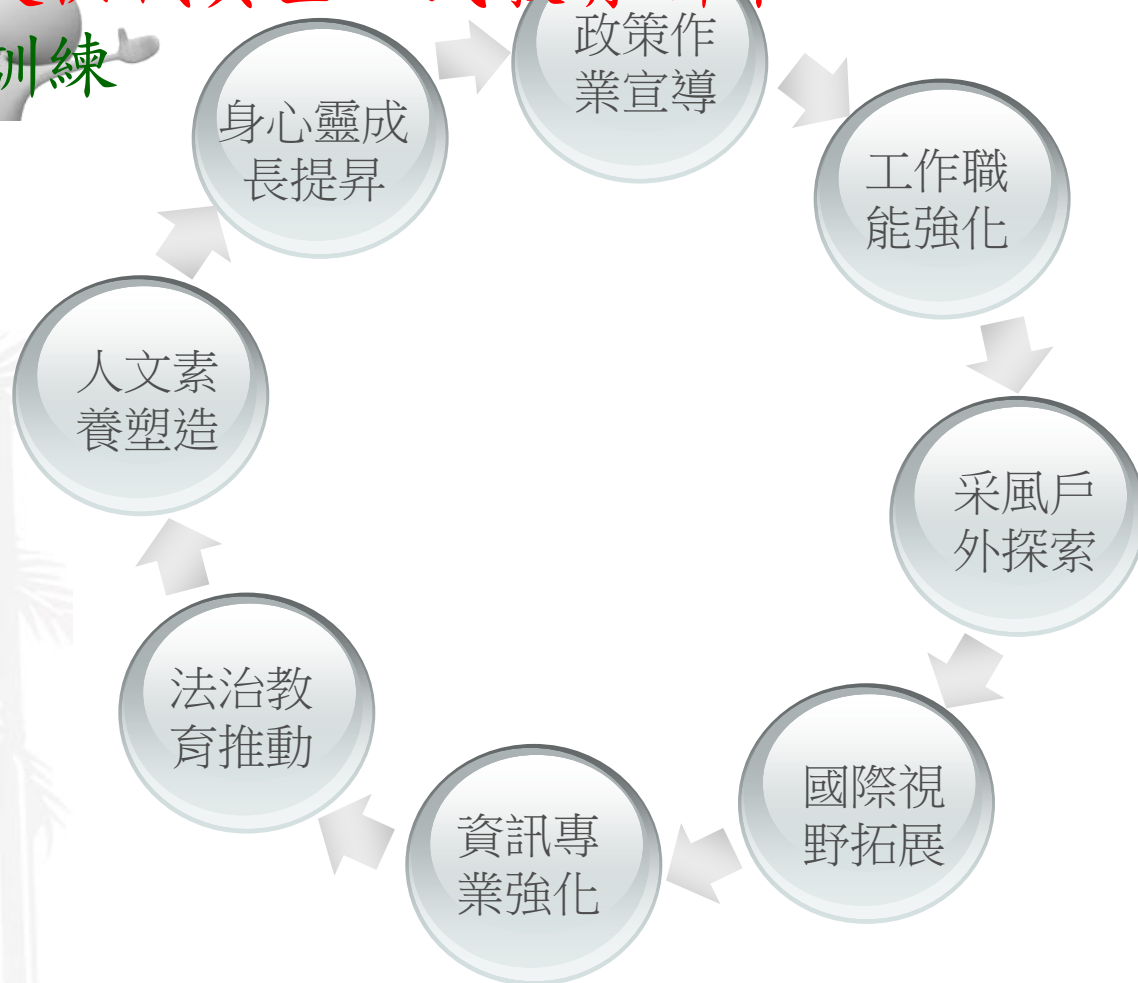 訓練
政策作
業宣導
工作職
能強化
采風戶
外探索
國際視
野拓展
資訊專
業強化
法治教
育推動
人文素
養塑造
身心靈成
長提昇